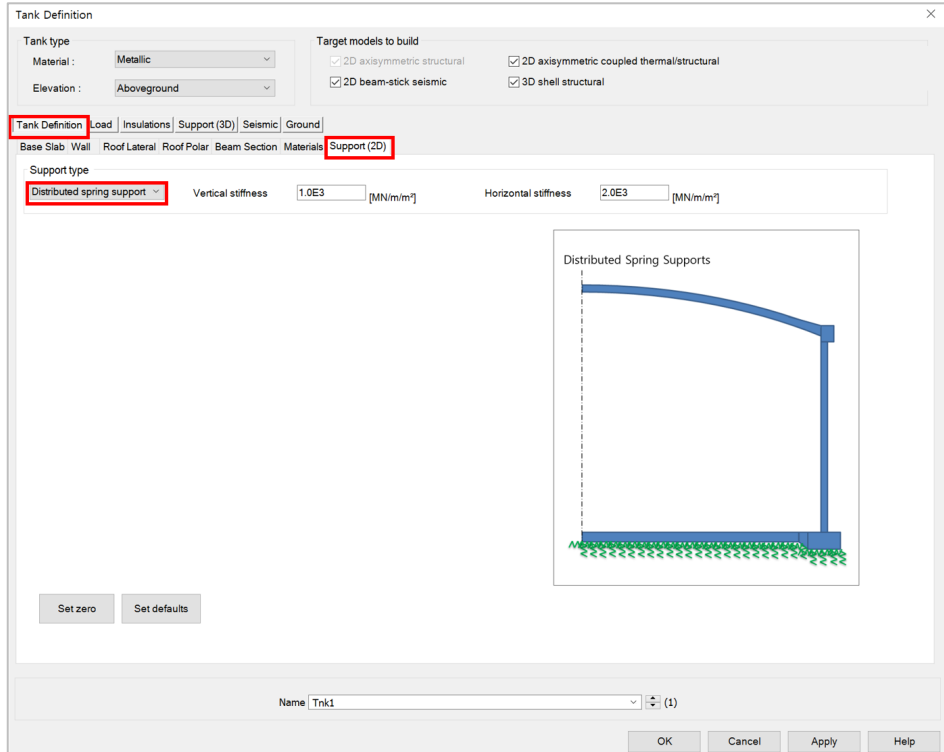 Tank Definition
Tank type
Material :
Metallic
Elevation :
Aboveground
Target models to build
2D axisymmetric structural
2D axisymmetric coupled thermal/structural
2D beam-stick seismic
3D shell structural
Tank Definition Load Insulations Support (3D) Seismic Ground
Base Slab Wall Roof Lateral Roof Polar Beam Section Materials Support (2D)
Support type
Distributed spring support
Vertical stiffness
1.0E3
[MN/m/m²]
Horizontal stiffness
2.0E3
[MN/m/m²]
Distributed Spring Supports
Set zero
Set defaults
Name
Tnk1
(1)
OK
Cancel
Apply
Help